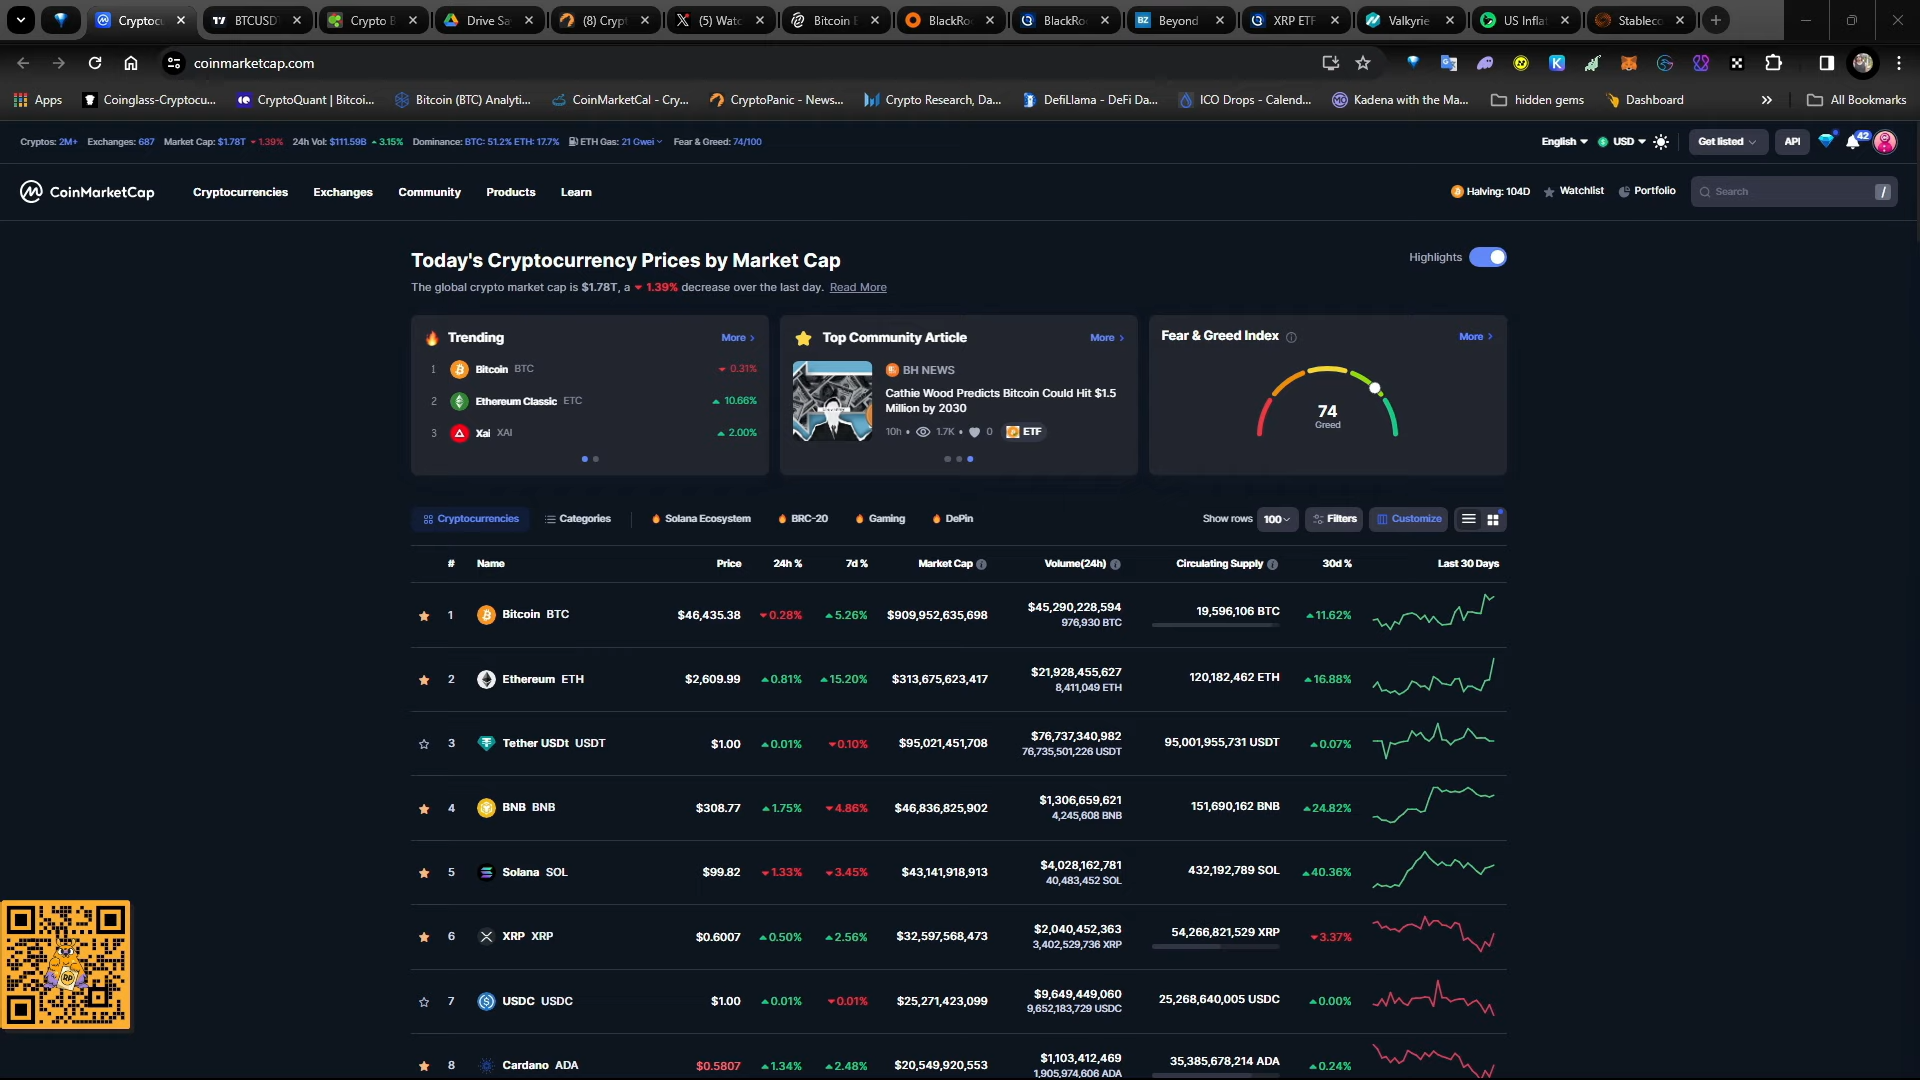 Cryptocu
BTCUSD
Crypto B
Drive Sa
(8) Crypt
(5) Watc
Bitcoin E
BlackRoc
BlackRoc
Beyond
XRP ETF
Valkyrie
US Inflat
Stableco
coinmarketcap.com
Apps
Coinglass-Cryptocu...
CryptoQuant | Bitcoi...
Bitcoin (BTC) Analyti...
CoinMarketCal - Cry...
CryptoPanic - News...
Crypto Research, Da...
DefiLlama - DeFi Da...
ICO Drops - Calend...
Kadena with the Ma...
hidden gems
Dashboard
All Bookmarks
Cryptos: 2M+ Exchanges: 687 Market Cap: $1.78T 1.39% 24h Vol: $111.59B 3.15% Dominance: BTC: 51.2% ETH: 17.7% ETH Gas: 21 Gwei Fear & Greed: 74/100
English USD Get listed API 42
CoinMarketCap
Cryptocurrencies Exchanges Community Products Learn
Halving: 104D Watchlist Portfolio Search /
Today's Cryptocurrency Prices by Market Cap
Highlights
The global crypto market cap is $1.78T, a 1.39% decrease over the last day. Read More
Trending More
1 Bitcoin BTC 0.31%
2 Ethereum Classic ETC 10.66%
3 Xai XAI 2.00%
Top Community Article More
BH NEWS
Cathie Wood Predicts Bitcoin Could Hit $1.5
Million by 2030
10h • 1.7K • 0 ETF
Fear & Greed Index More
74
Greed
Cryptocurrencies Categories Solana Ecosystem BRC-20 Gaming DePin
Show rows 100 Filters Customize
# Name Price 24h % 7d % Market Cap Volume(24h) Circulating Supply 30d % Last 30 Days
1 Bitcoin BTC $46,435.38 0.28% 5.26% $909,952,635,698 $45,290,228,594 19,596,106 BTC 11.62%
976,930 BTC
2 Ethereum ETH $2,609.99 0.81% 15.20% $313,675,623,417 $21,928,455,627 120,182,462 ETH 16.88%
8,411,049 ETH
3 Tether USDt USDT $1.00 0.01% 0.10% $95,021,451,708 $76,737,340,982 95,001,955,731 USDT 0.07%
76,735,501,226 USDT
4 BNB BNB $308.77 1.75% 4.86% $46,836,825,902 $1,306,659,621 151,690,162 BNB 24.82%
4,245,608 BNB
5 Solana SOL $99.82 1.33% 3.45% $43,141,918,913 $4,028,162,781 432,192,789 SOL 40.36%
40,483,452 SOL
6 XRP XRP $0.6007 0.50% 2.56% $32,597,568,473 $2,040,452,363 54,266,821,529 XRP 3.37%
3,402,529,736 XRP
7 USDC USDC $1.00 0.01% 0.01% $25,271,423,099 $9,649,449,060 25,268,640,005 USDC 0.00%
9,652,183,729 USDC
8 Cardano ADA $0.5807 1.34% 2.48% $20,549,920,553 $1,103,412,469 35,385,678,214 ADA 0.24%
1,905,974,606 ADA